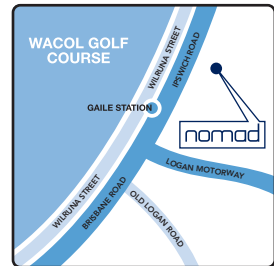 WACOL GOLF
COURSE
WILRUNA STREET
IPSWICH ROAD
GAILE STATION
nomad
LOGAN MOTORWAY
WILRUNA STREET
BRISBANE ROAD
OLD LOGAN ROAD